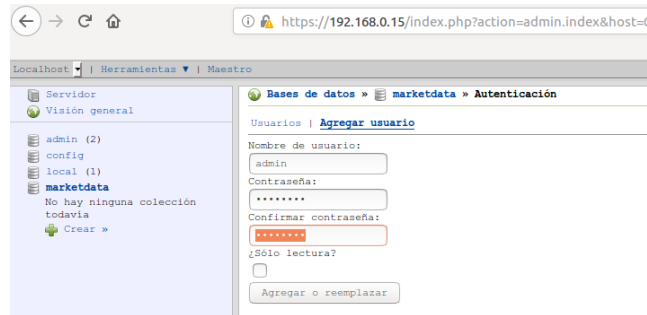 https://192.168.0.15/index.php?action=admin.index&host=0
Localhost | Herramientas ▼ | Maestro
Servidor
Visión general
admin (2)
config
local (1)
marketdata
No hay ninguna colección
todavía
Crear »
Bases de datos » marketdata » Autenticación
Usuarios | Agregar usuario
Nombre de usuario:
admin
Contraseña:
••••••••
Confirmar contraseña:
••••••••
¿Sólo lectura?
Agregar o reemplazar